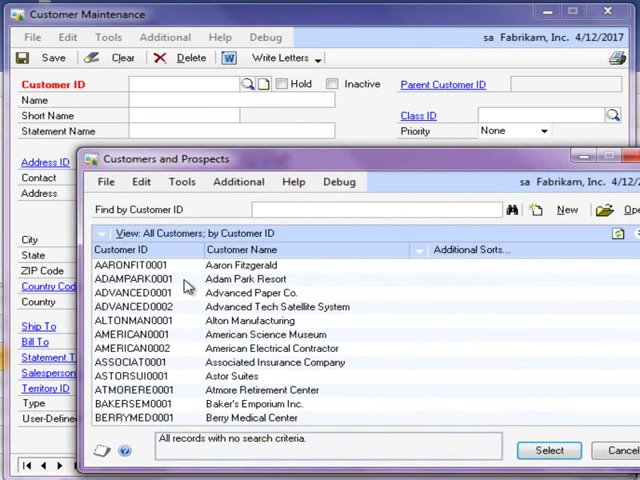 Customer Maintenance
File Edit Tools Additional Help Debug sa Fabrikam, Inc. 4/12/2017
Save Clear Delete W Write Letters
Customer ID Hold Inactive Parent Customer ID
Name
Short Name Class ID
Statement Name Priority None
Address ID
Contact
Address
City
State
ZIP Code
Country Cod
Country
Ship To
Bill To
Statement T
Salesperson
Territory ID
Type
User-Define
Customers and Prospects
File Edit Tools Additional Help Debug sa Fabrikam, Inc. 4/12/
Find by Customer ID New Ope
View: All Customers; by Customer ID
Customer ID Customer Name Additional Sorts...
AARONFIT0001 Aaron Fitzgerald
ADAMPARK0001 Adam Park Resort
ADVANCED0001 Advanced Paper Co.
ADVANCED0002 Advanced Tech Satellite System
ALTONMAN0001 Alton Manufacturing
AMERICAN0001 American Science Museum
AMERICAN0002 American Electrical Contractor
ASSOCIAT0001 Associated Insurance Company
ASTORSUI0001 Astor Suites
ATMORERE0001 Atmore Retirement Center
BAKERSEM0001 Baker's Emporium Inc.
BERRYMED0001 Berry Medical Center
All records with no search criteria.
Select Cancel